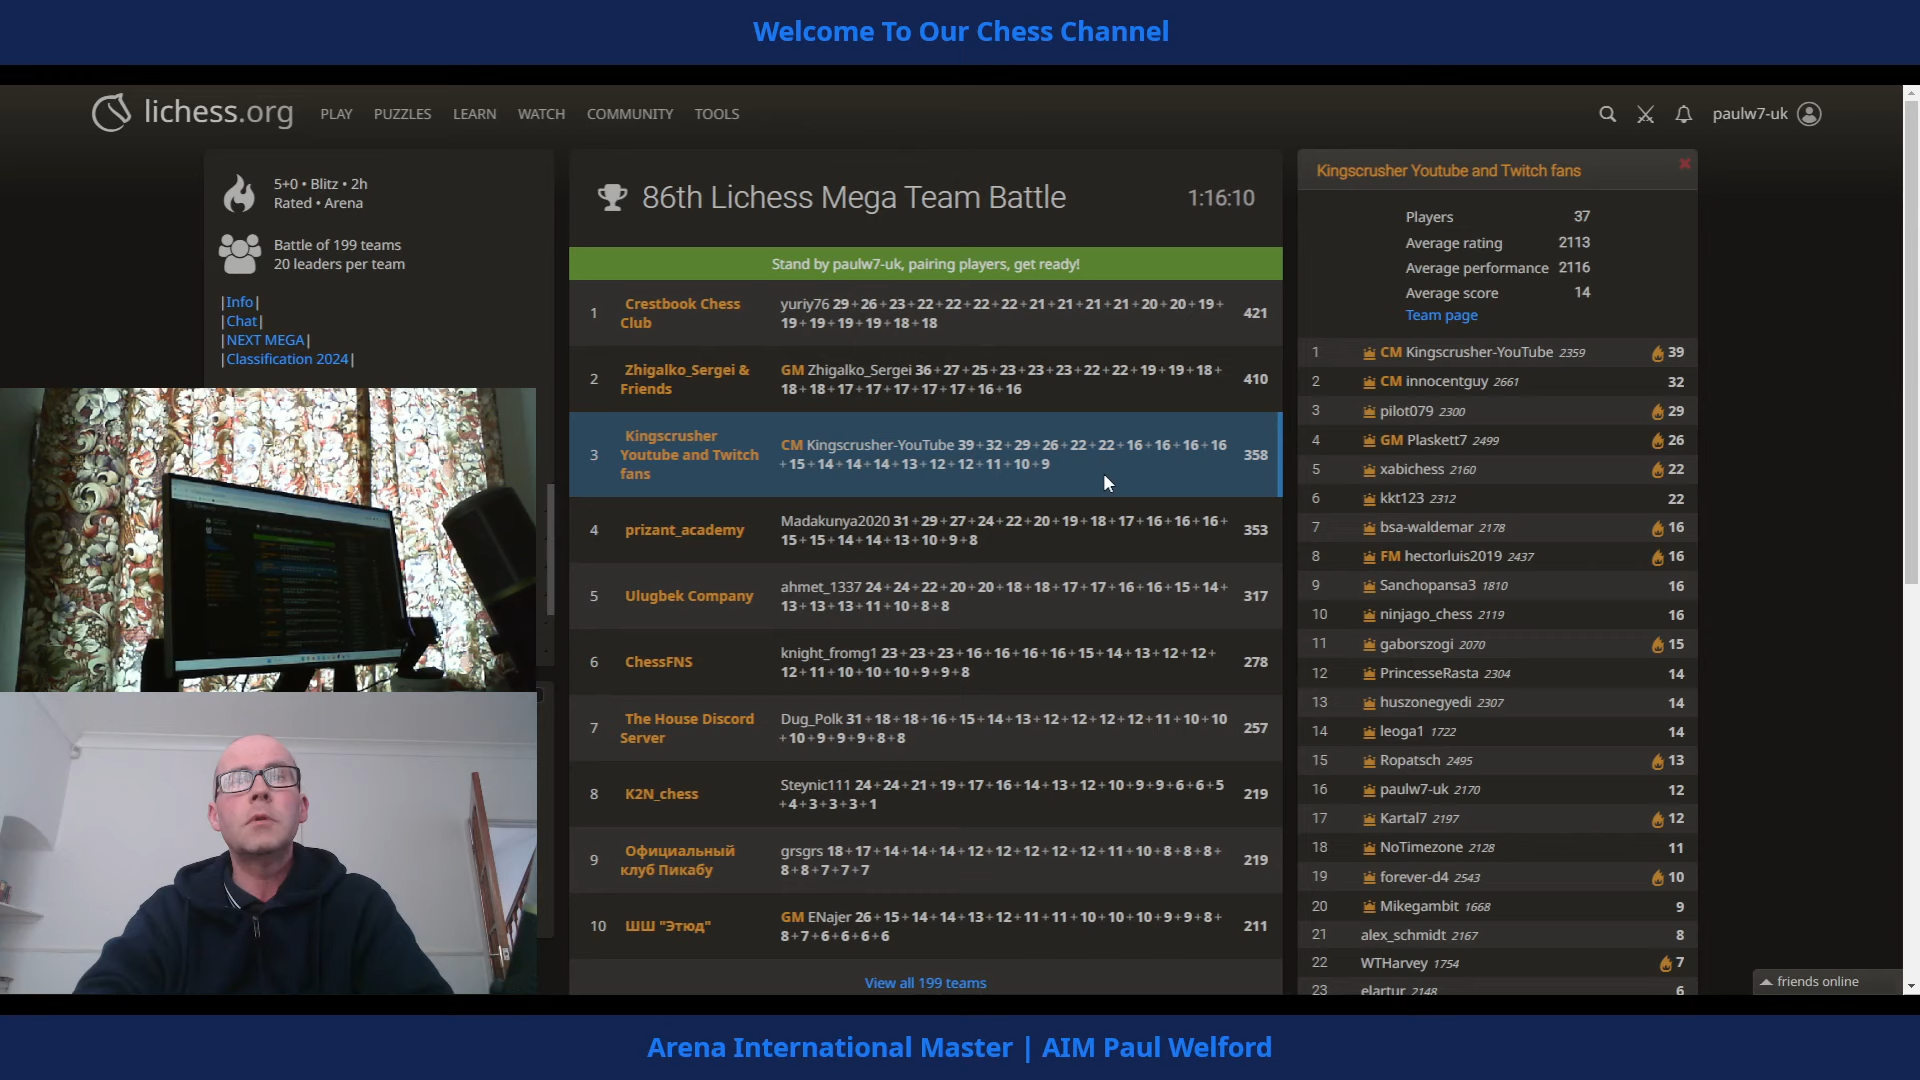 Welcome To Our Chess Channel
lichess.org PLAY PUZZLES LEARN WATCH COMMUNITY TOOLS paulw7-uk
5+0 • Blitz • 2h
Rated • Arena
Battle of 199 teams
20 leaders per team
|Info|
|Chat|
|NEXT MEGA|
|Classification 2024|
86th Lichess Mega Team Battle 1:16:10
Stand by paulw7-uk, pairing players, get ready!
1 Crestbook Chess Club yuriy76 29+26+23+22+22+22+22+21+21+21+21+20+20+19+
19+19+19+19+18+18 421
2 Zhigalko_Sergei & Friends GM Zhigalko_Sergei 36+27+25+23+23+23+22+22+19+19+18+
18+18+17+17+17+17+17+16+16 410
3 Kingscrusher Youtube and Twitch fans CM Kingscrusher-YouTube 39+32+29+26+22+22+16+16+16+16
+15+14+14+14+13+12+12+11+10+9 358
4 prizant_academy Madakunya2020 31+29+27+24+22+20+19+18+17+16+16+16+
15+15+14+14+13+10+9+8 353
5 Ulugbek Company ahmet_1337 24+24+22+20+20+18+18+17+17+16+16+15+14+
13+13+13+11+10+8+8 317
6 ChessFNS knight_fromg1 23+23+23+16+16+16+16+15+14+13+12+12+
12+11+10+10+10+9+9+8 278
7 The House Discord Server Dug_Polk 31+18+18+16+15+14+13+12+12+12+12+11+10+10
+10+9+9+9+8+8 257
8 K2N_chess Steynic111 24+24+21+19+17+16+14+13+12+10+9+9+6+6+5
+4+3+3+3+1 219
9 Официальный клуб Пикабу grsgrs 18+17+14+14+14+12+12+12+12+12+11+10+8+8+8+
8+8+7+7+7 219
10 ШШ "Этюд" GM ENajer 26+15+14+14+13+12+11+11+10+10+10+9+9+8+
8+7+6+6+6+6 211
View all 199 teams
Kingscrusher Youtube and Twitch fans
Players 37
Average rating 2113
Average performance 2116
Average score 14
Team page
1 CM Kingscrusher-YouTube 2359 39
2 CM innocentguy 2661 32
3 pilot079 2300 29
4 GM Plaskett7 2499 26
5 xabichess 2160 22
6 kkt123 2312 22
7 bsa-waldemar 2178 16
8 FM hectorluis2019 2437 16
9 Sanchopansa3 1810 16
10 ninjago_chess 2119 16
11 gaborszogi 2070 15
12 PrincesseRasta 2304 14
13 huszonegyedi 2307 14
14 leoga1 1722 14
15 Ropatsch 2495 13
16 paulw7-uk 2170 12
17 Kartal7 2197 12
18 NoTimezone 2128 11
19 forever-d4 2543 10
20 Mikegambit 1668 9
21 alex_schmidt 2167 8
22 WTHarvey 1754 7
23 elartur 2148 6
friends online
Arena International Master | AIM Paul Welford